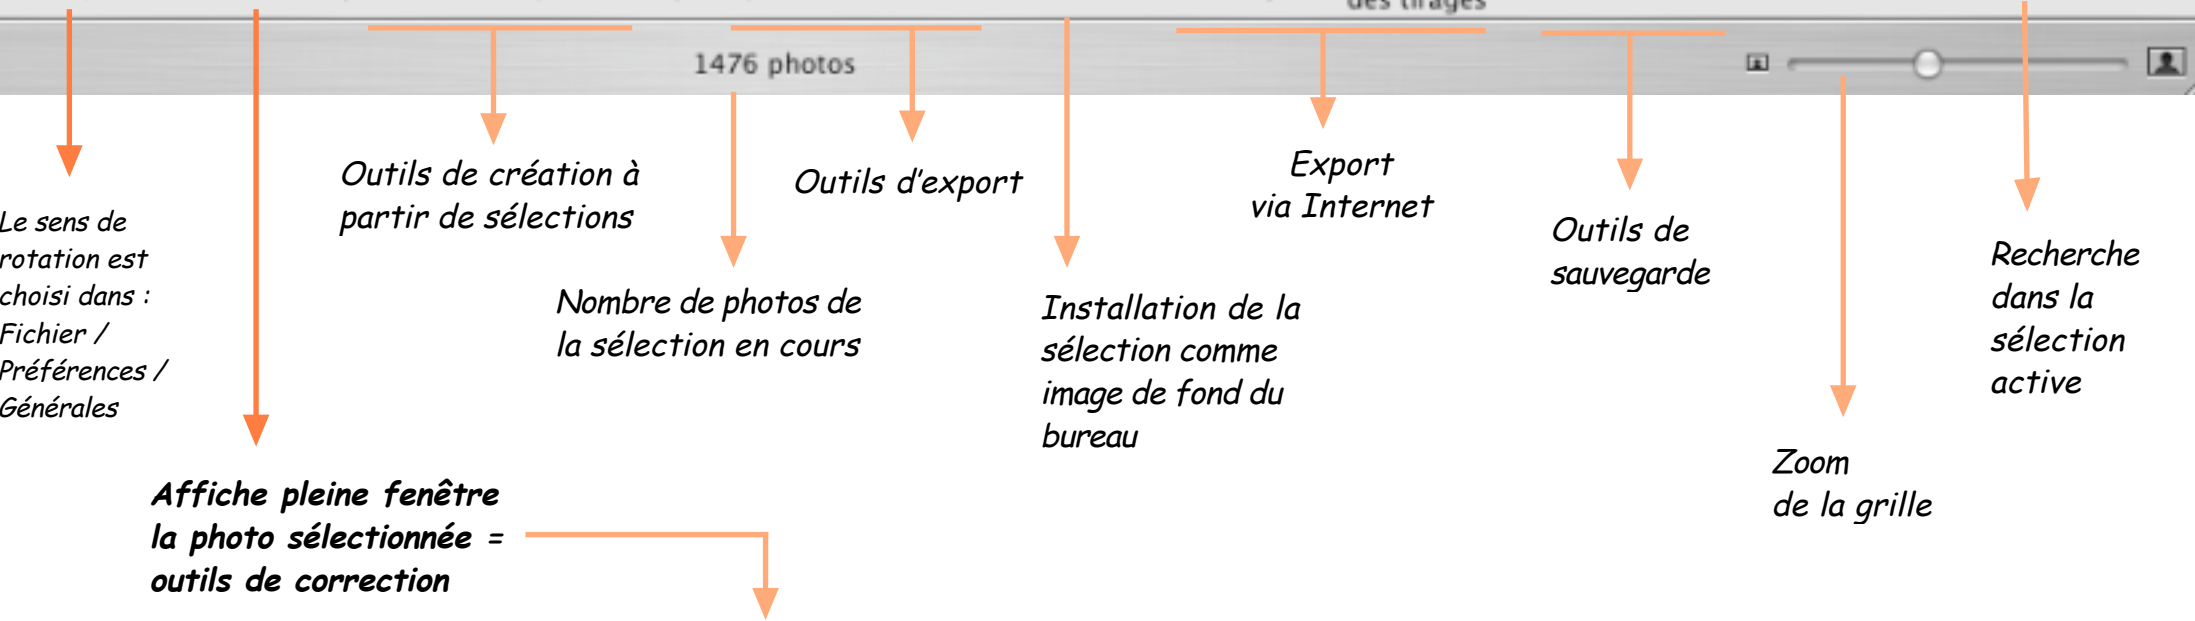 des tirages
1476 photos
Outils de création à
partir de sélections
Outils d'export
Export
via Internet
Le sens de
rotation est
choisi dans :
Fichier /
Préférences /
Générales
Outils de
sauvegarde
Recherche
dans la
sélection
active
Nombre de photos de
la sélection en cours
Installation de la
sélection comme
image de fond du
bureau
Zoom
de la grille
Affiche pleine fenêtre
la photo sélectionnée =
outils de correction